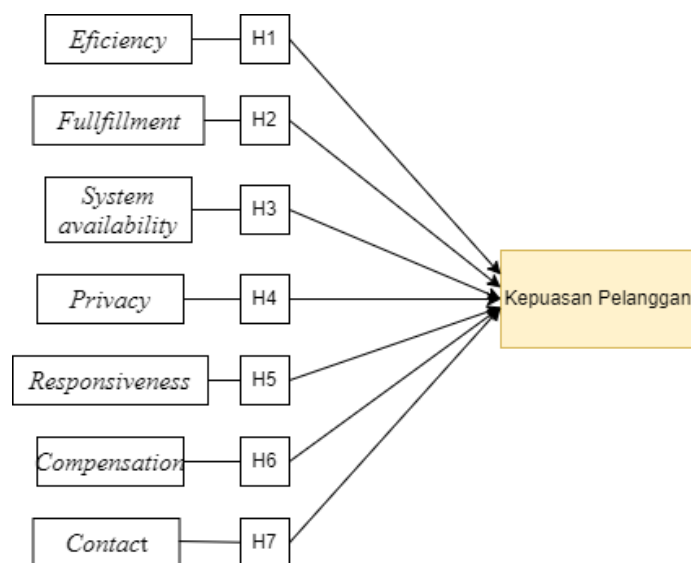 Eficiency
H1
Fullfillment
H2
System
availability
H3
Privacy
H4
Kepuasan Pelanggan
Responsiveness
H5
Compensation
H6
Contact
H7